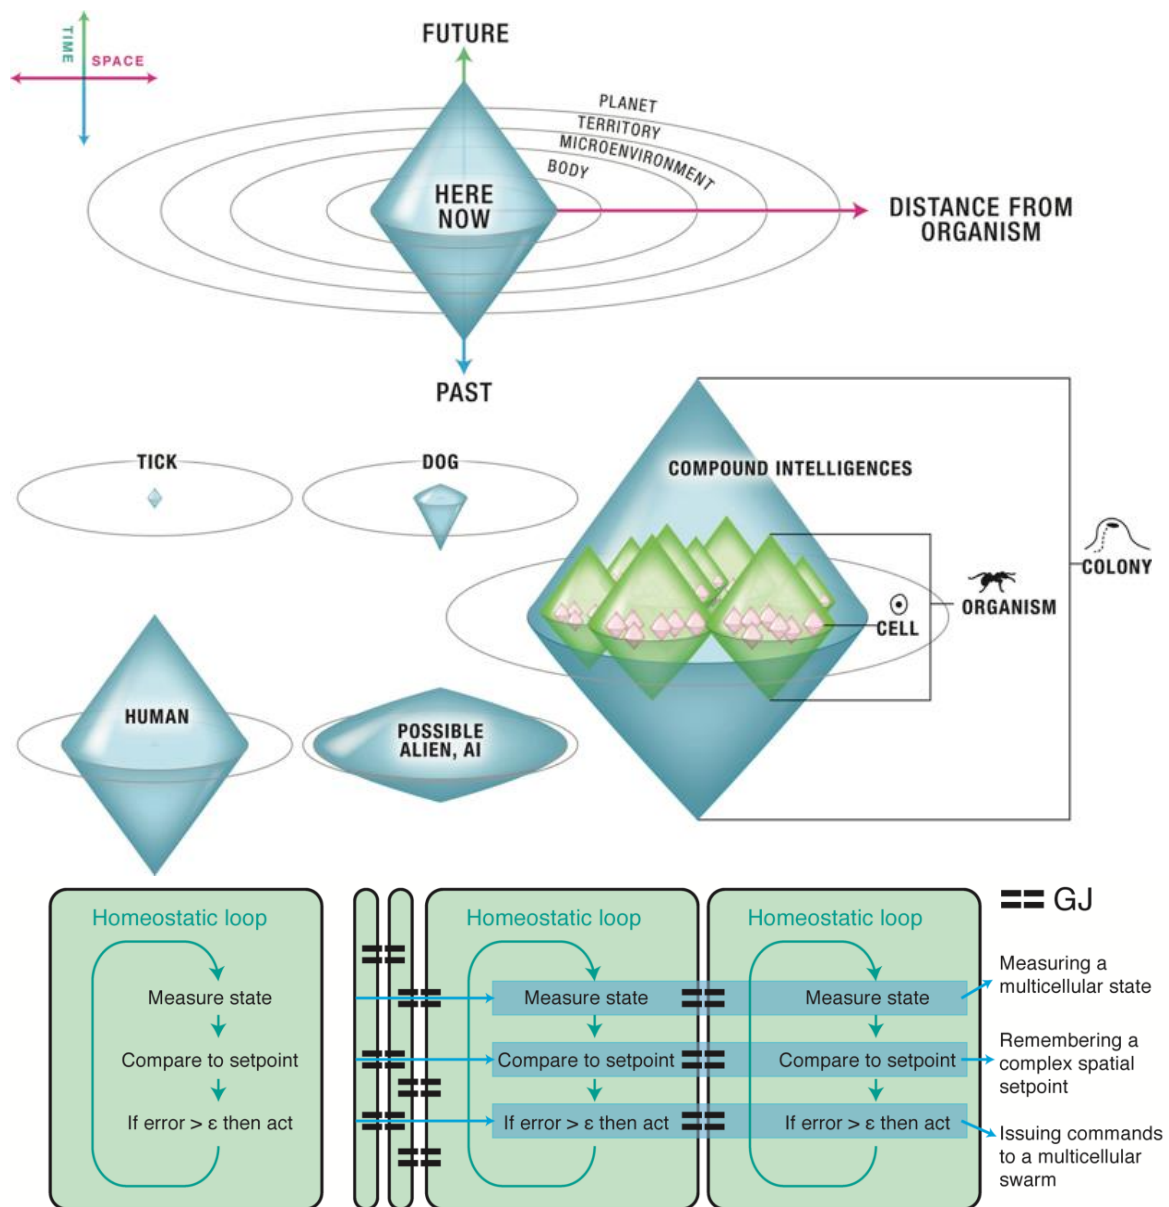 TIME
SPACE
FUTURE
PLANET
TERRITORY
MICROENVIRONMENT
BODY
HERE
NOW
DISTANCE FROM
ORGANISM
PAST
TICK
DOG
COMPOUND INTELLIGENCES
COLONY
ORGANISM
CELL
HUMAN
POSSIBLE
ALIEN, AI
Homeostatic loop
Measure state
Compare to setpoint
If error > ε then act
Homeostatic loop
Measure state
Compare to setpoint
If error > ε then act
Homeostatic loop
Measure state
Compare to setpoint
If error > ε then act
GJ
Measuring a
multicellular state
Remembering a
complex spatial
setpoint
Issuing commands
to a multicellular
swarm